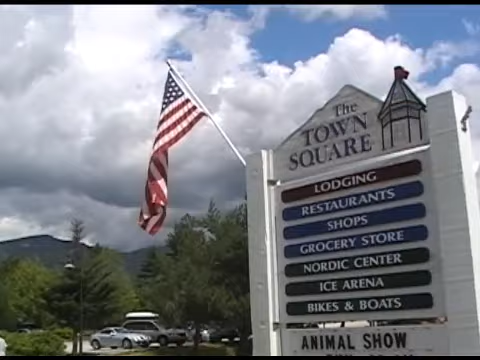 The
TOWN
SQUARE
LODGING
RESTAURANTS
SHOPS
GROCERY STORE
NORDIC CENTER
ICE ARENA
BIKES & BOATS
ANIMAL SHOW